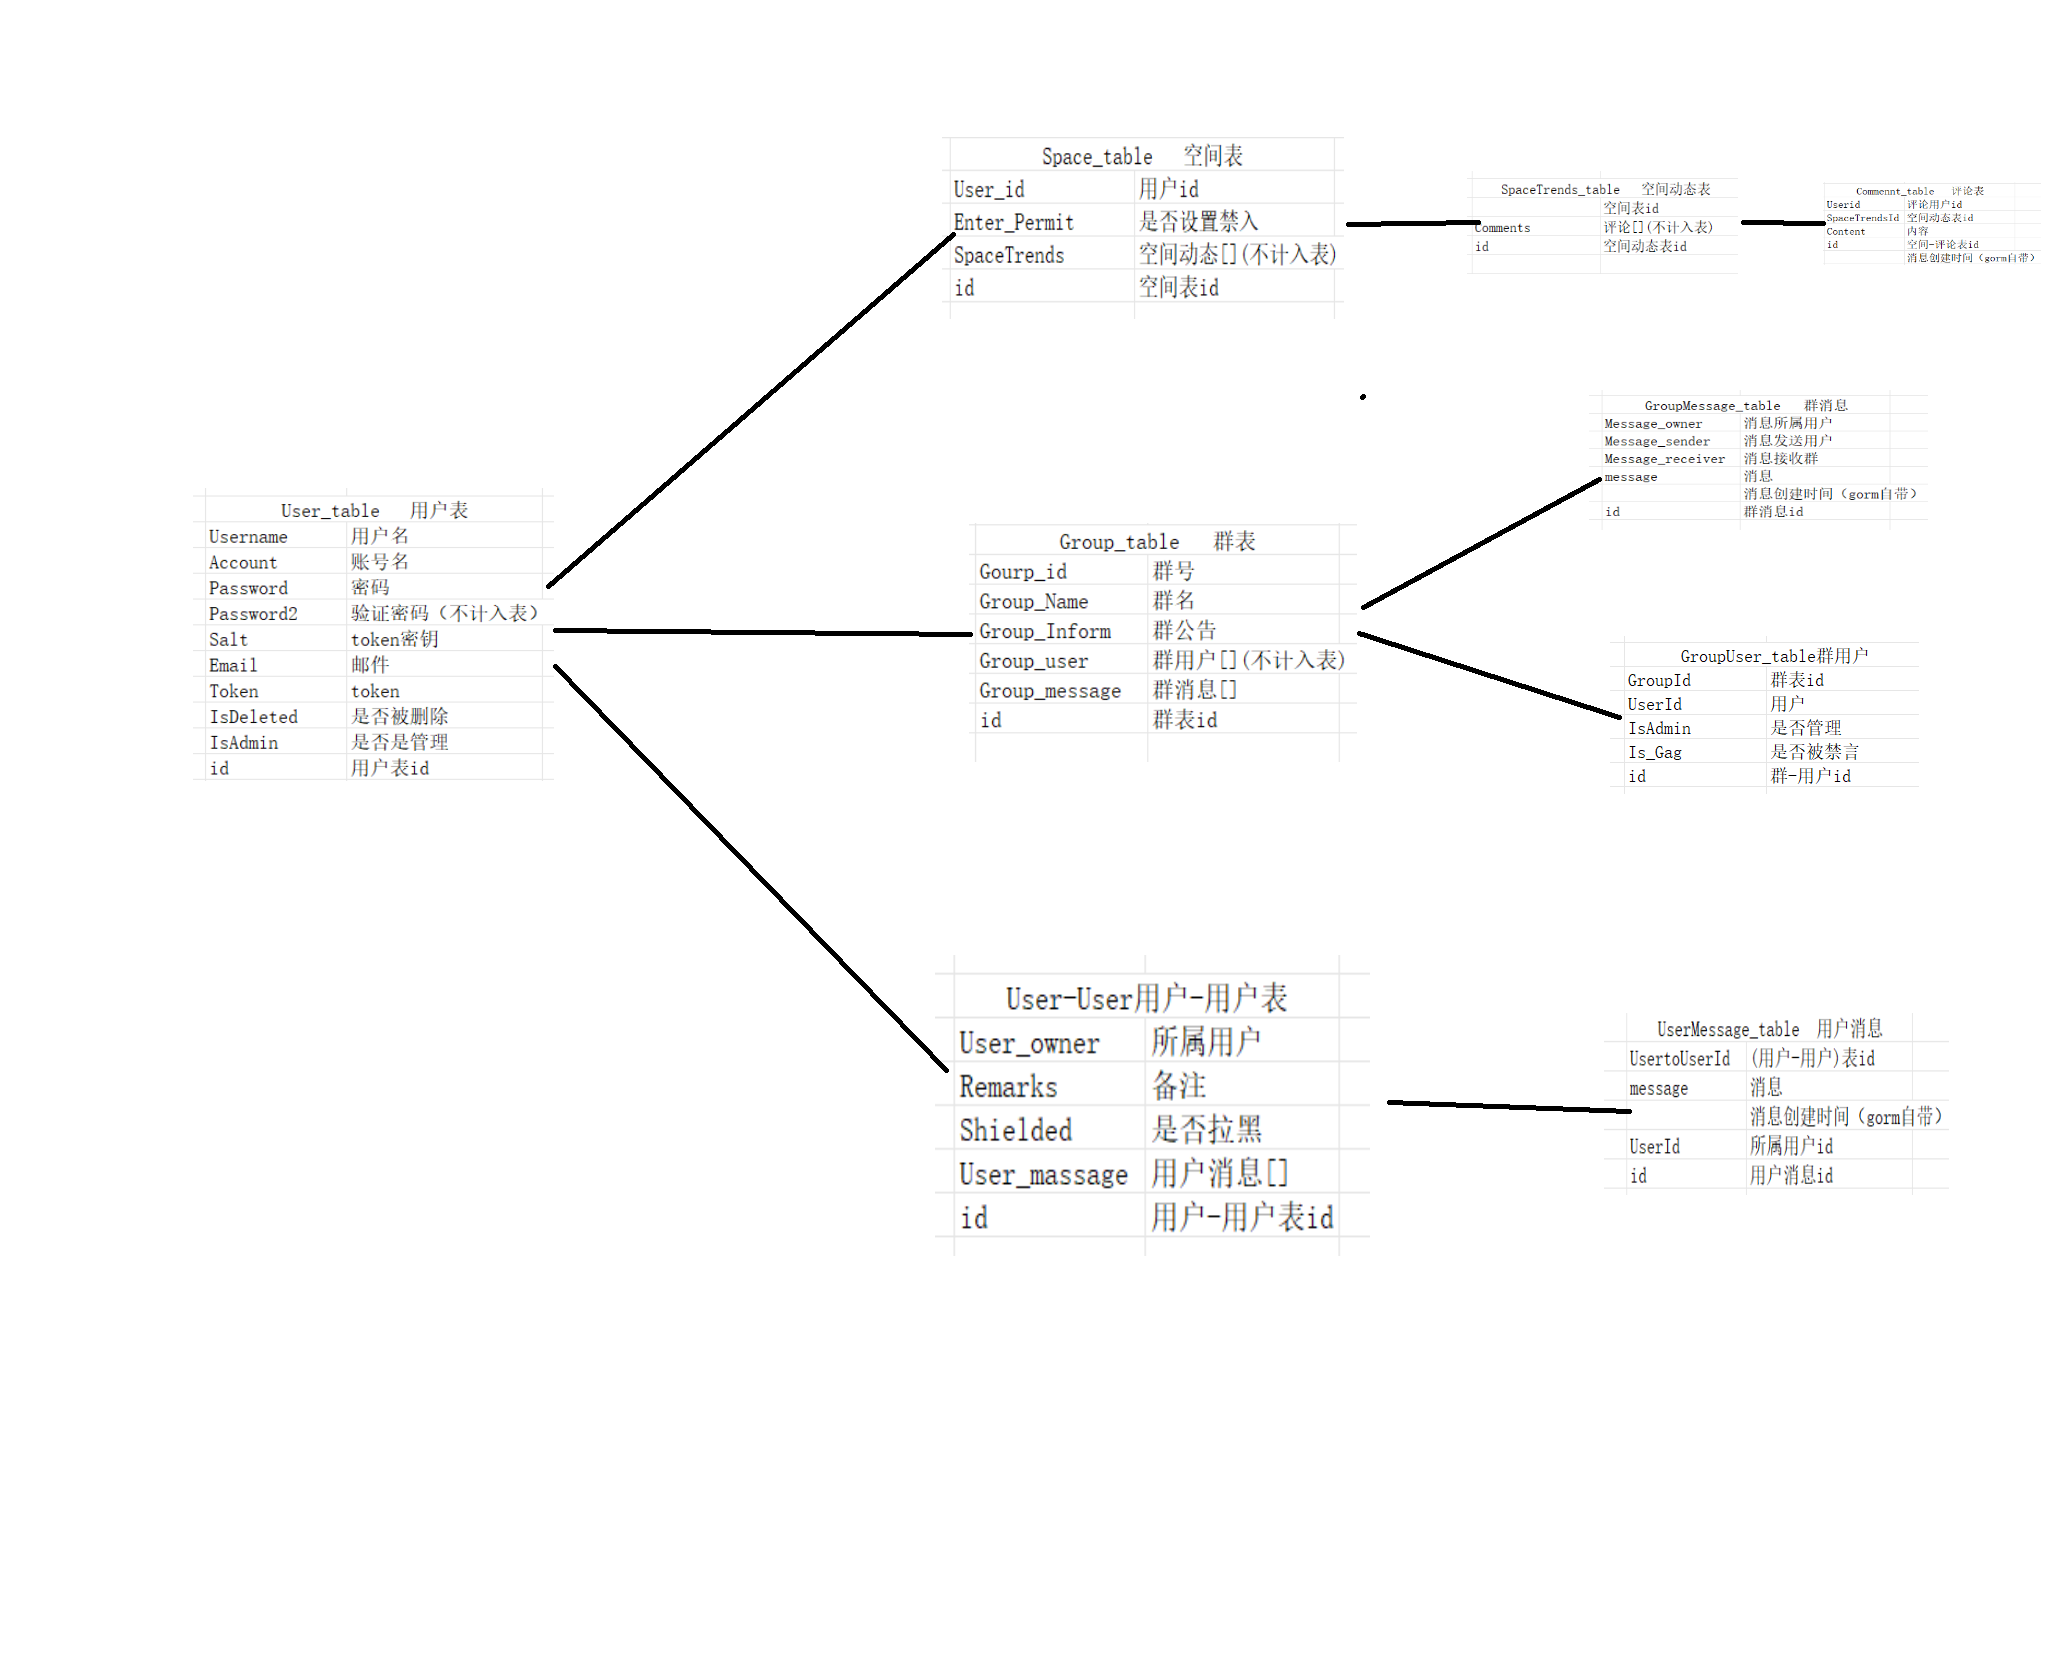 User_table 用户表
Username 用户名
Account 账号名
Password 密码
Password2 验证密码（不计入表）
Salt token密钥
Email 邮件
Token token
IsDeleted 是否被删除
IsAdmin 是否是管理
id 用户表id
Space_table 空间表
User_id 用户id
Enter_Permit 是否设置禁入
SpaceTrends 空间动态[](不计入表)
id 空间表id
SpaceTrends_table 空间动态表
空间表id
Comments 评论[](不计入表)
id 空间动态表id
Commennt_table 评论表
Userid 评论用户id
SpaceTrendsId 空间动态表id
Content 内容
id 空间-评论表id
消息创建时间（gorm自带）
Group_table 群表
Gourp_id 群号
Group_Name 群名
Group_Inform 群公告
Group_user 群用户[](不计入表)
Group_message 群消息[]
id 群表id
GroupMessage_table 群消息
Message_owner 消息所属用户
Message_sender 消息发送用户
Message_receiver 消息接收群
message 消息
消息创建时间（gorm自带）
id 群消息id
GroupUser_table群用户
GroupId 群表id
UserId 用户
IsAdmin 是否管理
Is_Gag 是否被禁言
id 群-用户id
User-User用户-用户表
User_owner 所属用户
Remarks 备注
Shielded 是否拉黑
User_massage 用户消息[]
id 用户-用户表id
UserMessage_table 用户消息
UsertoUserId (用户-用户)表id
message 消息
消息创建时间（gorm自带）
UserId 所属用户id
id 用户消息id